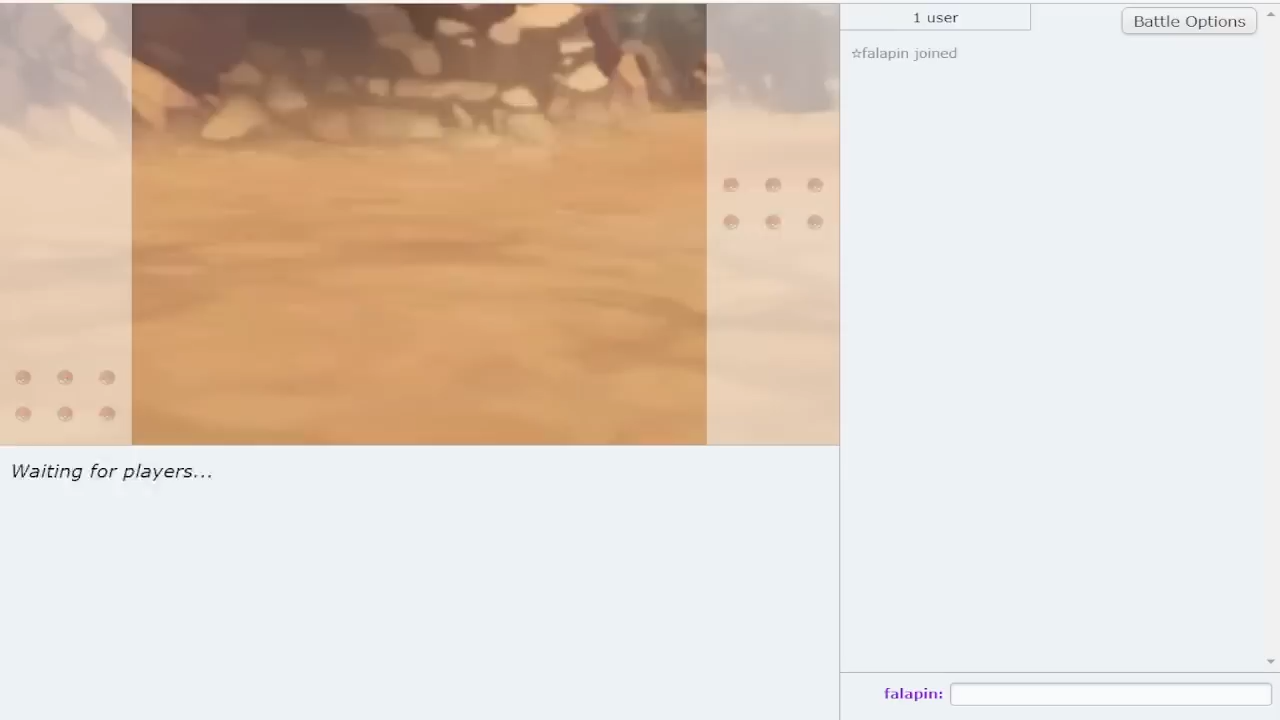 1 user
Battle Options
☆falapin joined
Waiting for players...
falapin: